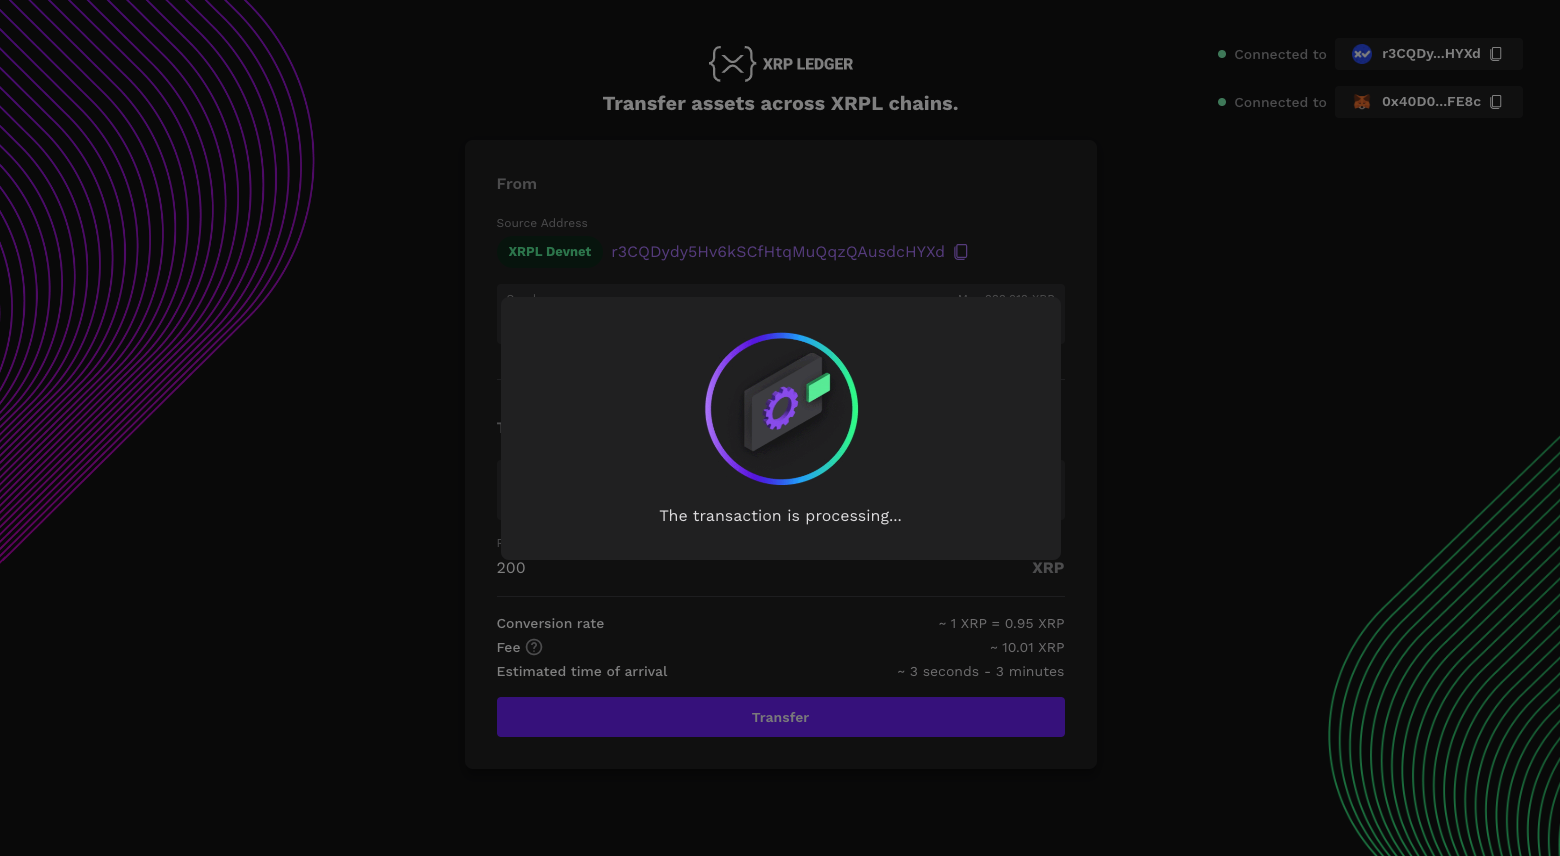 XRP LEDGER
Transfer assets across XRPL chains.
Connected to r3CQDy...HYXd
Connected to 0x40D0...FE8c
From
Source Address
XRPL Devnet r3CQDydy5Hv6kSCfHtqMuQqzQAusdcHYXd
The transaction is processing...
200 XRP
Conversion rate ~ 1 XRP = 0.95 XRP
Fee ? ~ 10.01 XRP
Estimated time of arrival ~ 3 seconds - 3 minutes
Transfer